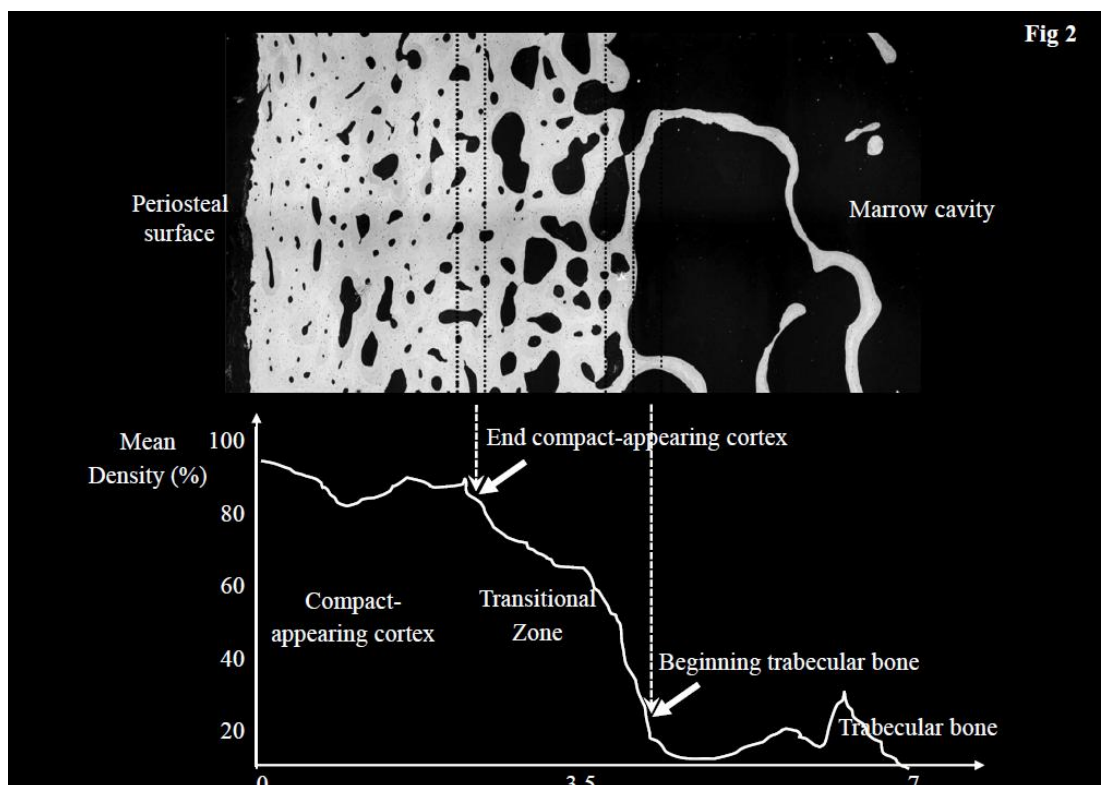 Fig 2
Periosteal
surface
Marrow cavity
Mean
Density (%)
100
80
60
40
20
End compact-appearing cortex
Compact-
appearing cortex
Transitional
Zone
Beginning trabecular bone
Trabecular bone
0
3.5
7